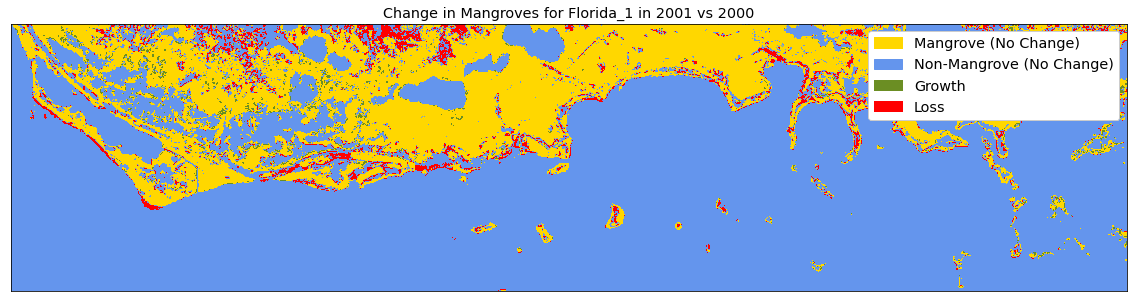 Change in Mangroves for Florida_1 in 2001 vs 2000
Mangrove (No Change)
Non-Mangrove (No Change)
Growth
Loss